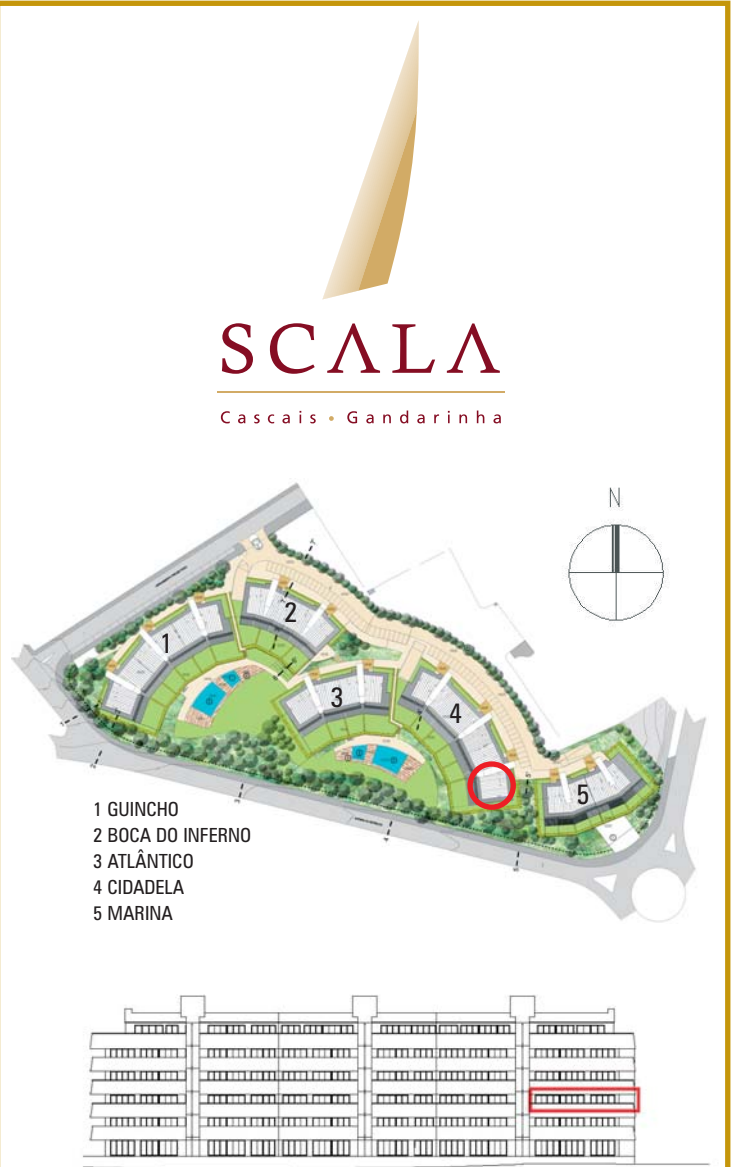 SCALA
Cascais • Gandarinha
N
1
2
3
4
5
1 GUINCHO
2 BOCA DO INFERNO
3 ATLÂNTICO
4 CIDADELA
5 MARINA